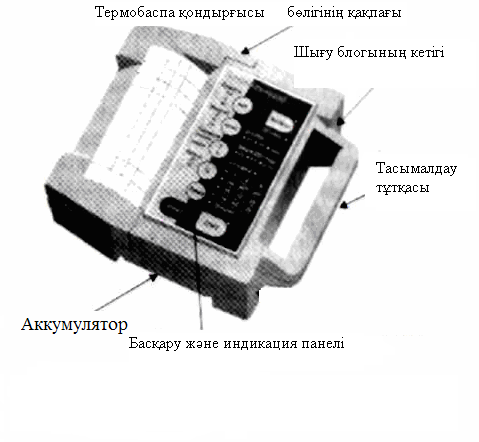 Термобаспа қондырғысы бөлігінің қақпағы
Шығу блогының кетігі
Тасымалдау
тұтқасы
Аккумулятор
Басқару және индикация панелі